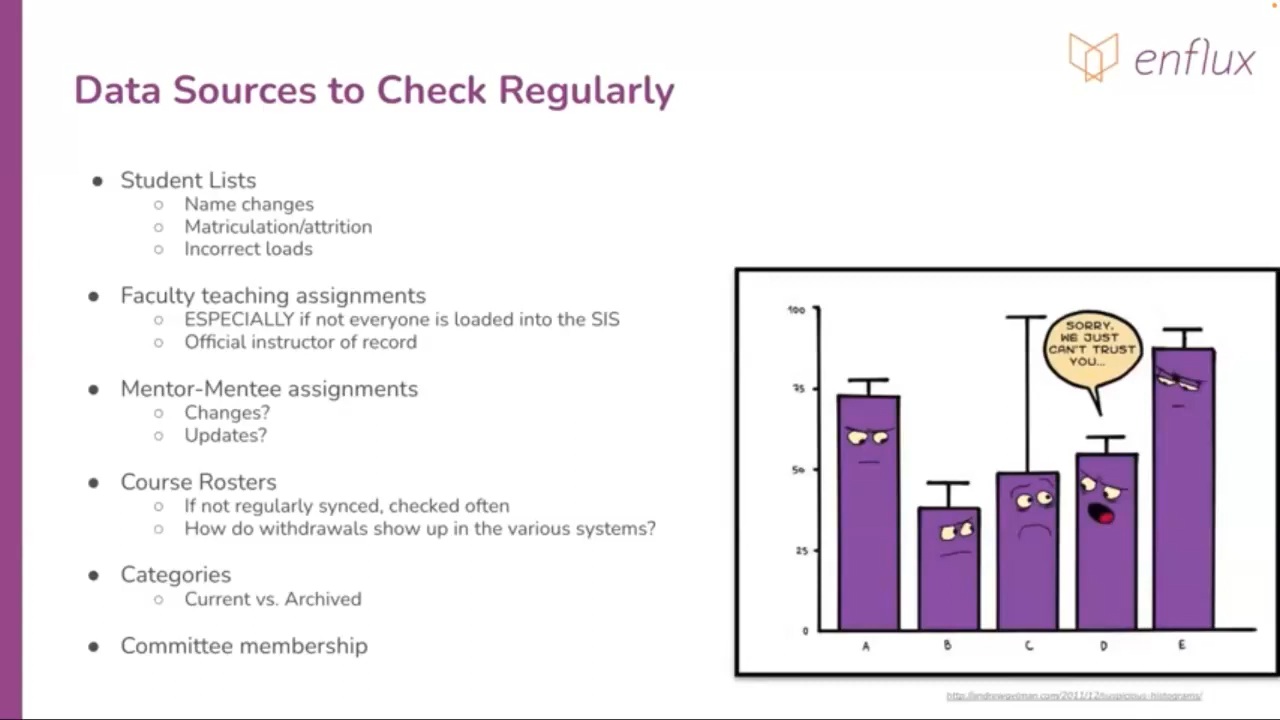 enflux
Data Sources to Check Regularly
● Student Lists
○ Name changes
○ Matriculation/attrition
○ Incorrect loads
● Faculty teaching assignments
○ ESPECIALLY if not everyone is loaded into the SIS
○ Official instructor of record
● Mentor-Mentee assignments
○ Changes?
○ Updates?
● Course Rosters
○ If not regularly synced, checked often
○ How do withdrawals show up in the various systems?
● Categories
○ Current vs. Archived
● Committee membership
100
75
50
25
0
SORRY,
WE JUST
CAN'T TRUST
YOU...
A B C D E